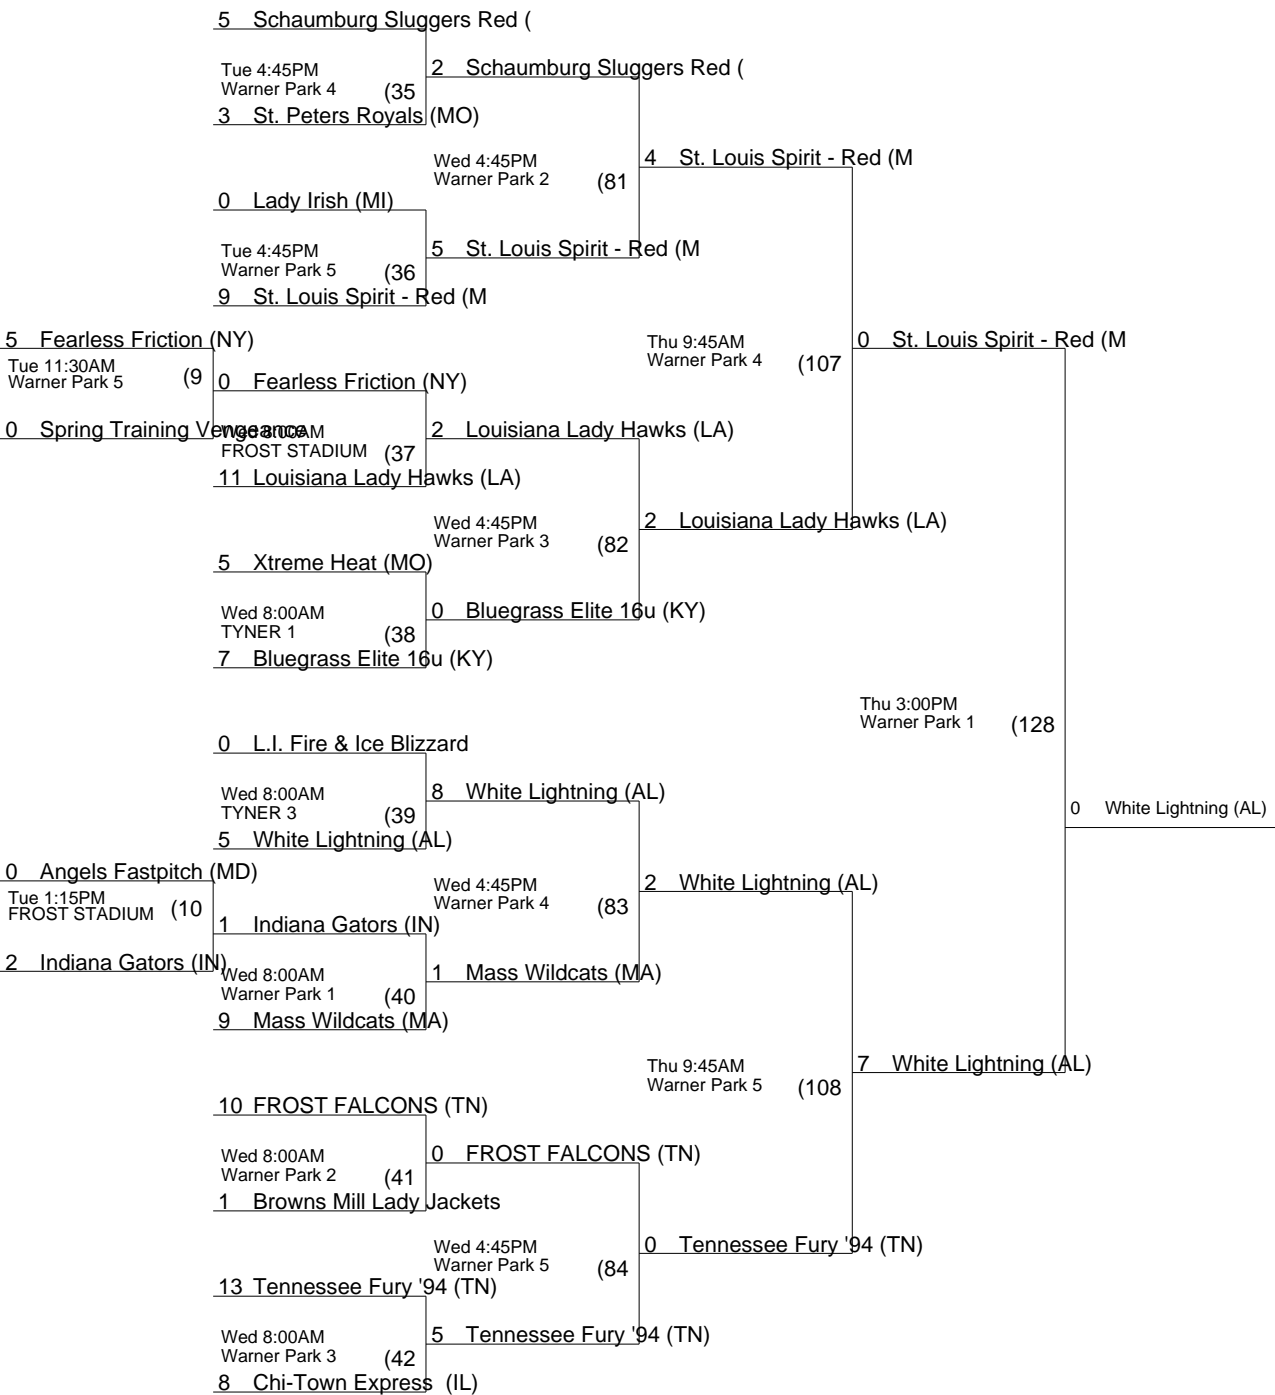 5 Schaumburg Sluggers Red (
2 Schaumburg Sluggers Red (
Tue 4:45PM
Warner Park 4 (35
3 St. Peters Royals (MO)
4 St. Louis Spirit - Red (M
Wed 4:45PM
Warner Park 2 (81
0 Lady Irish (MI)
5 St. Louis Spirit - Red (M
Tue 4:45PM
Warner Park 5 (36
9 St. Louis Spirit - Red (M
5 Fearless Friction (NY)
0 St. Louis Spirit - Red (M
Thu 9:45AM
Warner Park 4 (107
Tue 11:30AM
Warner Park 5 (9
0 Fearless Friction (NY)
0 Spring Training Vengeance
2 Louisiana Lady Hawks (LA)
Wed 8:00AM
FROST STADIUM (37
11 Louisiana Lady Hawks (LA)
2 Louisiana Lady Hawks (LA)
Wed 4:45PM
Warner Park 3 (82
5 Xtreme Heat (MO)
0 Bluegrass Elite 16u (KY)
Wed 8:00AM
TYNER 1 (38
7 Bluegrass Elite 16u (KY)
Thu 3:00PM
Warner Park 1 (128
0 L.I. Fire & Ice Blizzard
8 White Lightning (AL)
Wed 8:00AM
TYNER 3 (39
0 White Lightning (AL)
5 White Lightning (AL)
0 Angels Fastpitch (MD)
2 White Lightning (AL)
Wed 4:45PM
Warner Park 4 (83
Tue 1:15PM
FROST STADIUM (10
1 Indiana Gators (IN)
2 Indiana Gators (IN)
1 Mass Wildcats (MA)
Wed 8:00AM
Warner Park 1 (40
9 Mass Wildcats (MA)
7 White Lightning (AL)
Thu 9:45AM
Warner Park 5 (108
10 FROST FALCONS (TN)
0 FROST FALCONS (TN)
Wed 8:00AM
Warner Park 2 (41
1 Browns Mill Lady Jackets
0 Tennessee Fury '94 (TN)
Wed 4:45PM
Warner Park 5 (84
13 Tennessee Fury '94 (TN)
5 Tennessee Fury '94 (TN)
Wed 8:00AM
Warner Park 3 (42
8 Chi-Town Express (IL)